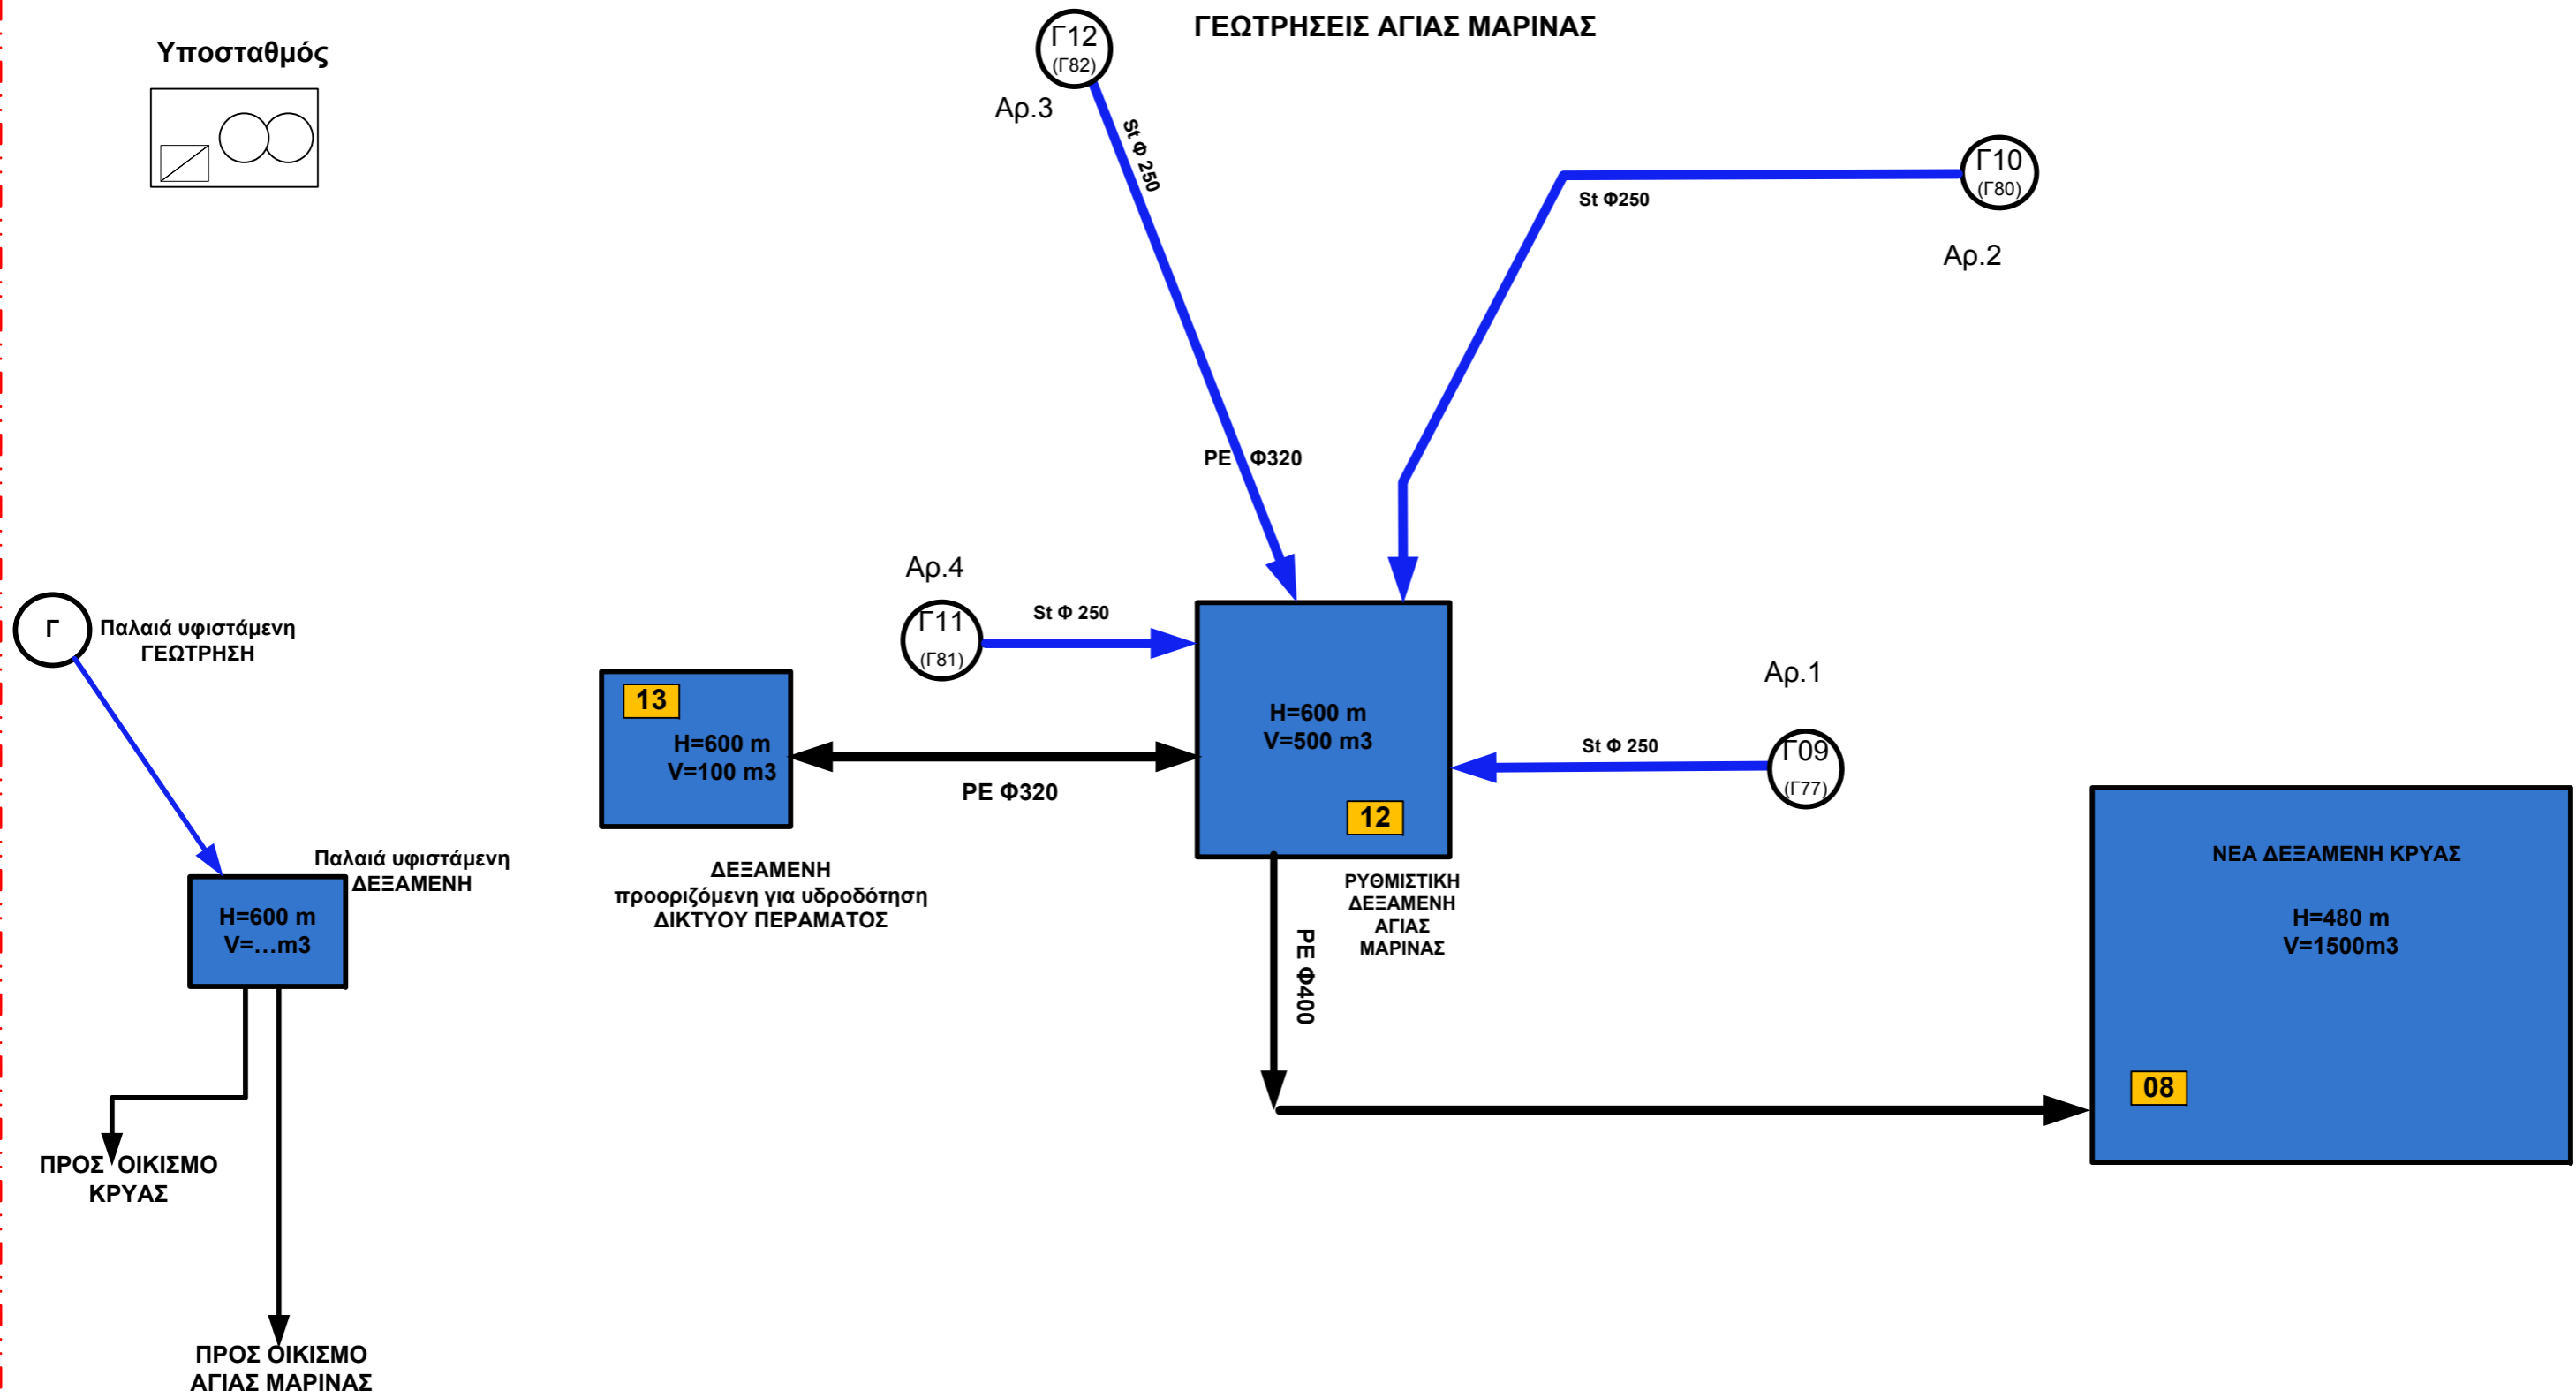 ΓΕΩΤΡΗΣΕΙΣ ΑΓΙΑΣ ΜΑΡΙΝΑΣ
Υποσταθμός
Γ12
(Γ82)
Αρ.3
St Φ 250
Γ10
(Γ80)
St Φ250
Αρ.2
PE Φ320
Αρ.4
Γ11
(Γ81)
St Φ 250
Γ
Παλαιά υφιστάμενη
ΓΕΩΤΡΗΣΗ
Αρ.1
13
H=600 m
V=100 m3
H=600 m
V=500 m3
12
St Φ 250
Γ09
(Γ77)
PE Φ320
Παλαιά υφιστάμενη
ΔΕΞΑΜΕΝΗ
H=600 m
V=...m3
ΔΕΞΑΜΕΝΗ
προοριζόμενη για υδροδότηση
ΔΙΚΤΥΟΥ ΠΕΡΑΜΑΤΟΣ
ΡΥΘΜΙΣΤΙΚΗ
ΔΕΞΑΜΕΝΗ
ΑΓΙΑΣ
ΜΑΡΙΝΑΣ
PE Φ400
ΝΕΑ ΔΕΞΑΜΕΝΗ ΚΡΥΑΣ
H=480 m
V=1500m3
08
ΠΡΟΣ ΟΙΚΙΣΜΟ
ΚΡΥΑΣ
ΠΡΟΣ ΟΙΚΙΣΜΟ
ΑΓΙΑΣ ΜΑΡΙΝΑΣ